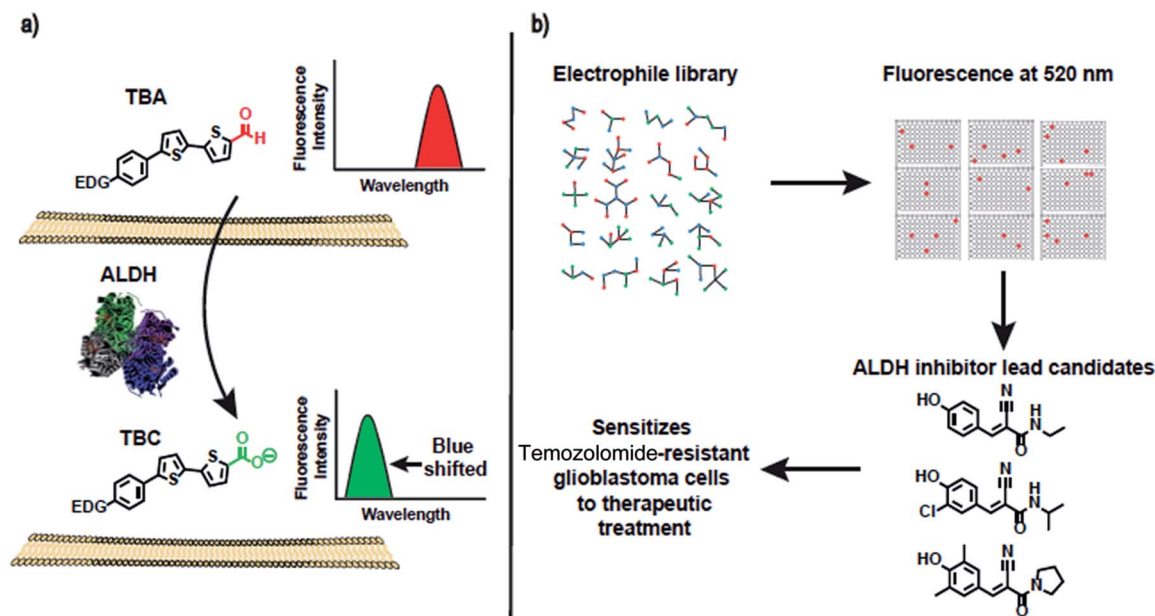 a)
TBA
S
S
O
H
EDG
Fluorescence
Intensity
Wavelength
ALDH
TBC
S
S
O
O⊖
EDG
Fluorescence
Intensity
Blue
shifted
Wavelength
b)
Electrophile library
Fluorescence at 520 nm
ALDH inhibitor lead candidates
HO
N
H
N
O
HO
Cl
N
H
N
O
HO
N
N
O
Sensitizes
Temozolomide-resistant
glioblastoma cells
to therapeutic
treatment